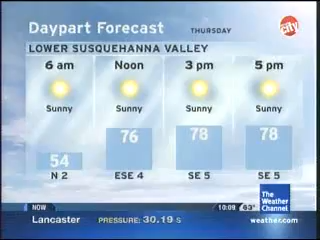 Daypart Forecast THURSDAY
city
LOWER SUSQUEHANNA VALLEY
6 am Noon 3 pm 5 pm
Sunny Sunny Sunny Sunny
54 76 78 78
N 2 ESE 4 SE 5 SE 5
The
Weather
Channel
NOW 10:09 63°
Lancaster PRESSURE: 30.19 S weather.com